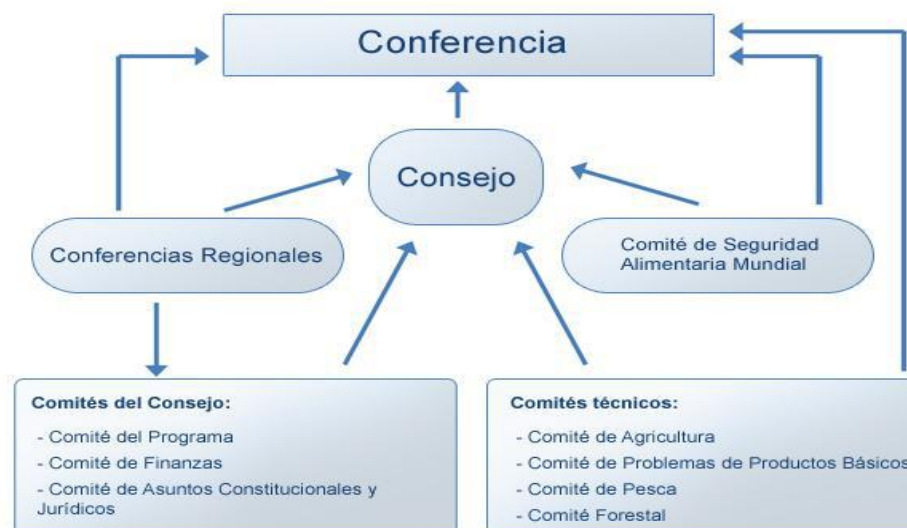 Conferencia
Consejo
Conferencias Regionales
Comité de Seguridad
Alimentaria Mundial
Comités del Consejo:
- Comité del Programa
- Comité de Finanzas
- Comité de Asuntos Constitucionales y
Jurídicos
Comités técnicos:
- Comité de Agricultura
- Comité de Problemas de Productos Básicos
- Comité de Pesca
- Comité Forestal